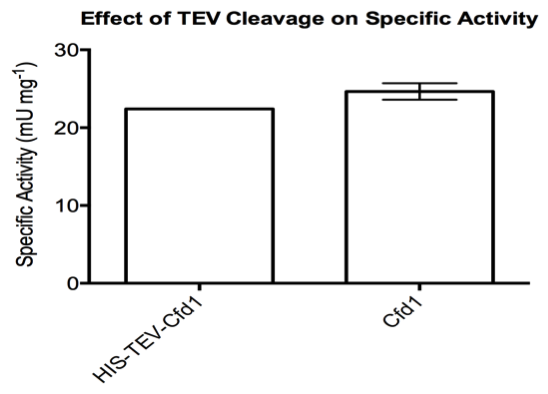 Effect of TEV Cleavage on Specific Activity
Specific Activity (mU mg⁻¹)
30
20
10
0
HIS-TEV-Cfd1
Cfd1